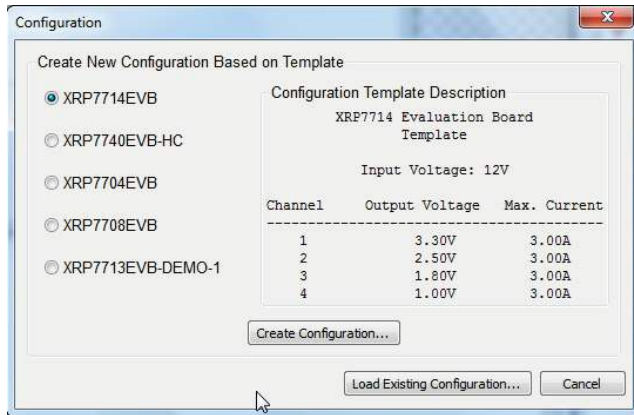 Configuration
Create New Configuration Based on Template
XRP7714EVB
XRP7740EVB-HC
XRP7704EVB
XRP7708EVB
XRP7713EVB-DEMO-1
Configuration Template Description
XRP7714 Evaluation Board
Template
Input Voltage: 12V
Channel Output Voltage Max. Current
--------------------------------------------
1 3.30V 3.00A
2 2.50V 3.00A
3 1.80V 3.00A
4 1.00V 3.00A
Create Configuration...
Load Existing Configuration... Cancel